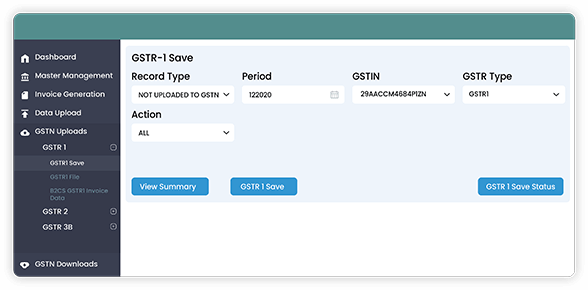 Dashboard
Master Management
Invoice Generation
Data Upload
GSTN Uploads
GSTR 1
GSTR1 Save
GSTR1 File
B2CS GSTR1 Invoice
Data
GSTR 2
GSTR 3B
GSTN Downloads
GSTR-1 Save
Record Type Period GSTIN GSTR Type
NOT UPLOADED TO GSTN 122020 29AACCM4684P1ZN GSTR1
Action
ALL
View Summary GSTR 1 Save GSTR 1 Save Status